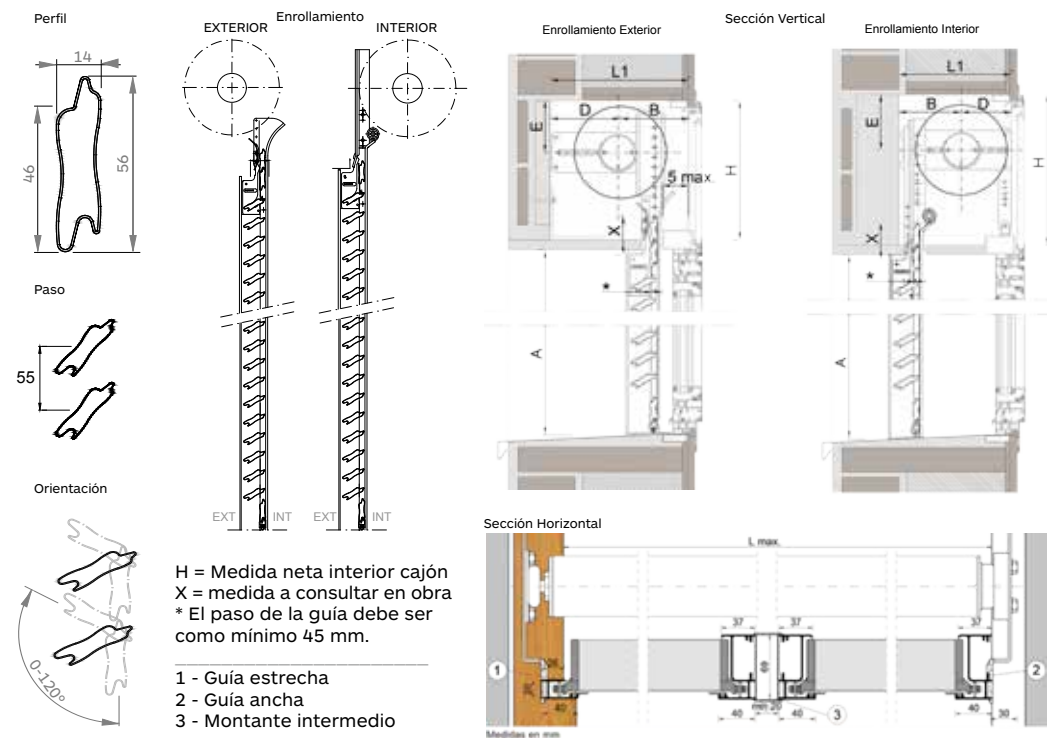 Perfil
14
46
56
Paso
55
Orientación
0-120º
Enrollamiento
EXTERIOR
INTERIOR
EXT
INT
EXT
INT
H = Medida neta interior cajón
X = medida a consultar en obra
* El paso de la guía debe ser
como mínimo 45 mm.
1 - Guía estrecha
2 - Guía ancha
3 - Montante intermedio
Sección Vertical
Enrollamiento Exterior
L1
D
B
E
H
5 max.
X
*
A
Enrollamiento Interior
L1
B
D
E
H
X
*
A
Sección Horizontal
L max.
37
37
37
1
2
40
min 20
40
40
40
30
3
Medidas en mm